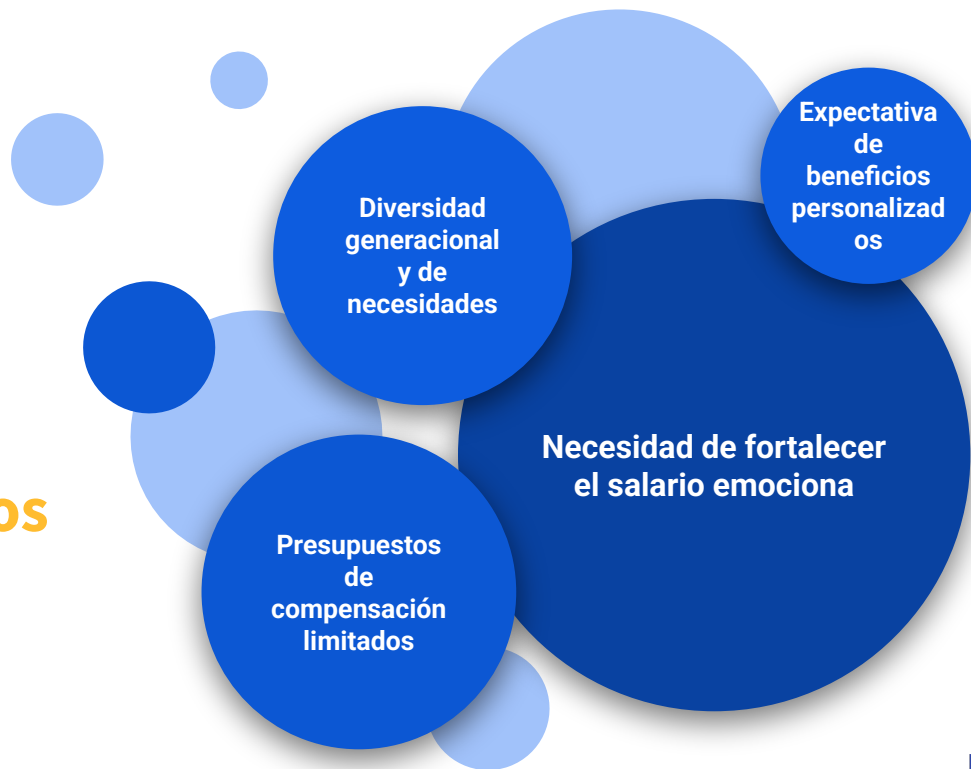 Expectativa
de
beneficios
personalizad
os
Diversidad
generacional
y de
necesidades
Necesidad de fortalecer
el salario emociona
os
Presupuestos
de
compensación
limitados